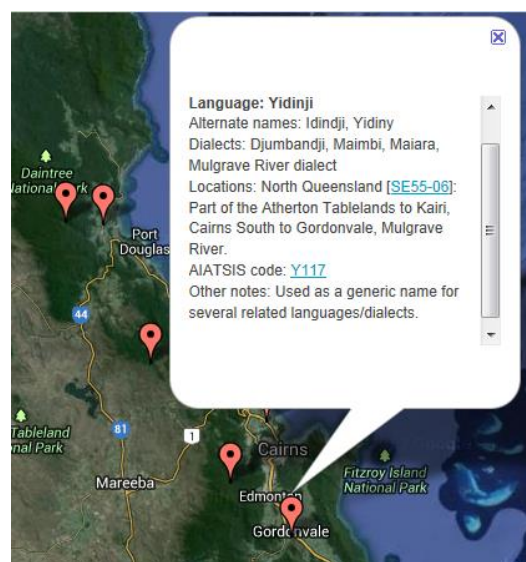 Language: Yidinji
Alternate names: Idindji, Yidiny
Dialects: Djumbandji, Maimbi, Maiara,
Mulgrave River dialect
Locations: North Queensland [SE55-06]:
Part of the Atherton Tablelands to Kairi,
Cairns South to Gordonvale, Mulgrave
River.
AIATSIS code: Y117
Other notes: Used as a generic name for
several related languages/dialects.
Daintree
National Park
Port
Douglas
44
81
1
Tableland
nal Park
Mareeba
Cairns
Fitzroy Island
National Park
Edmonton
Gordonvale